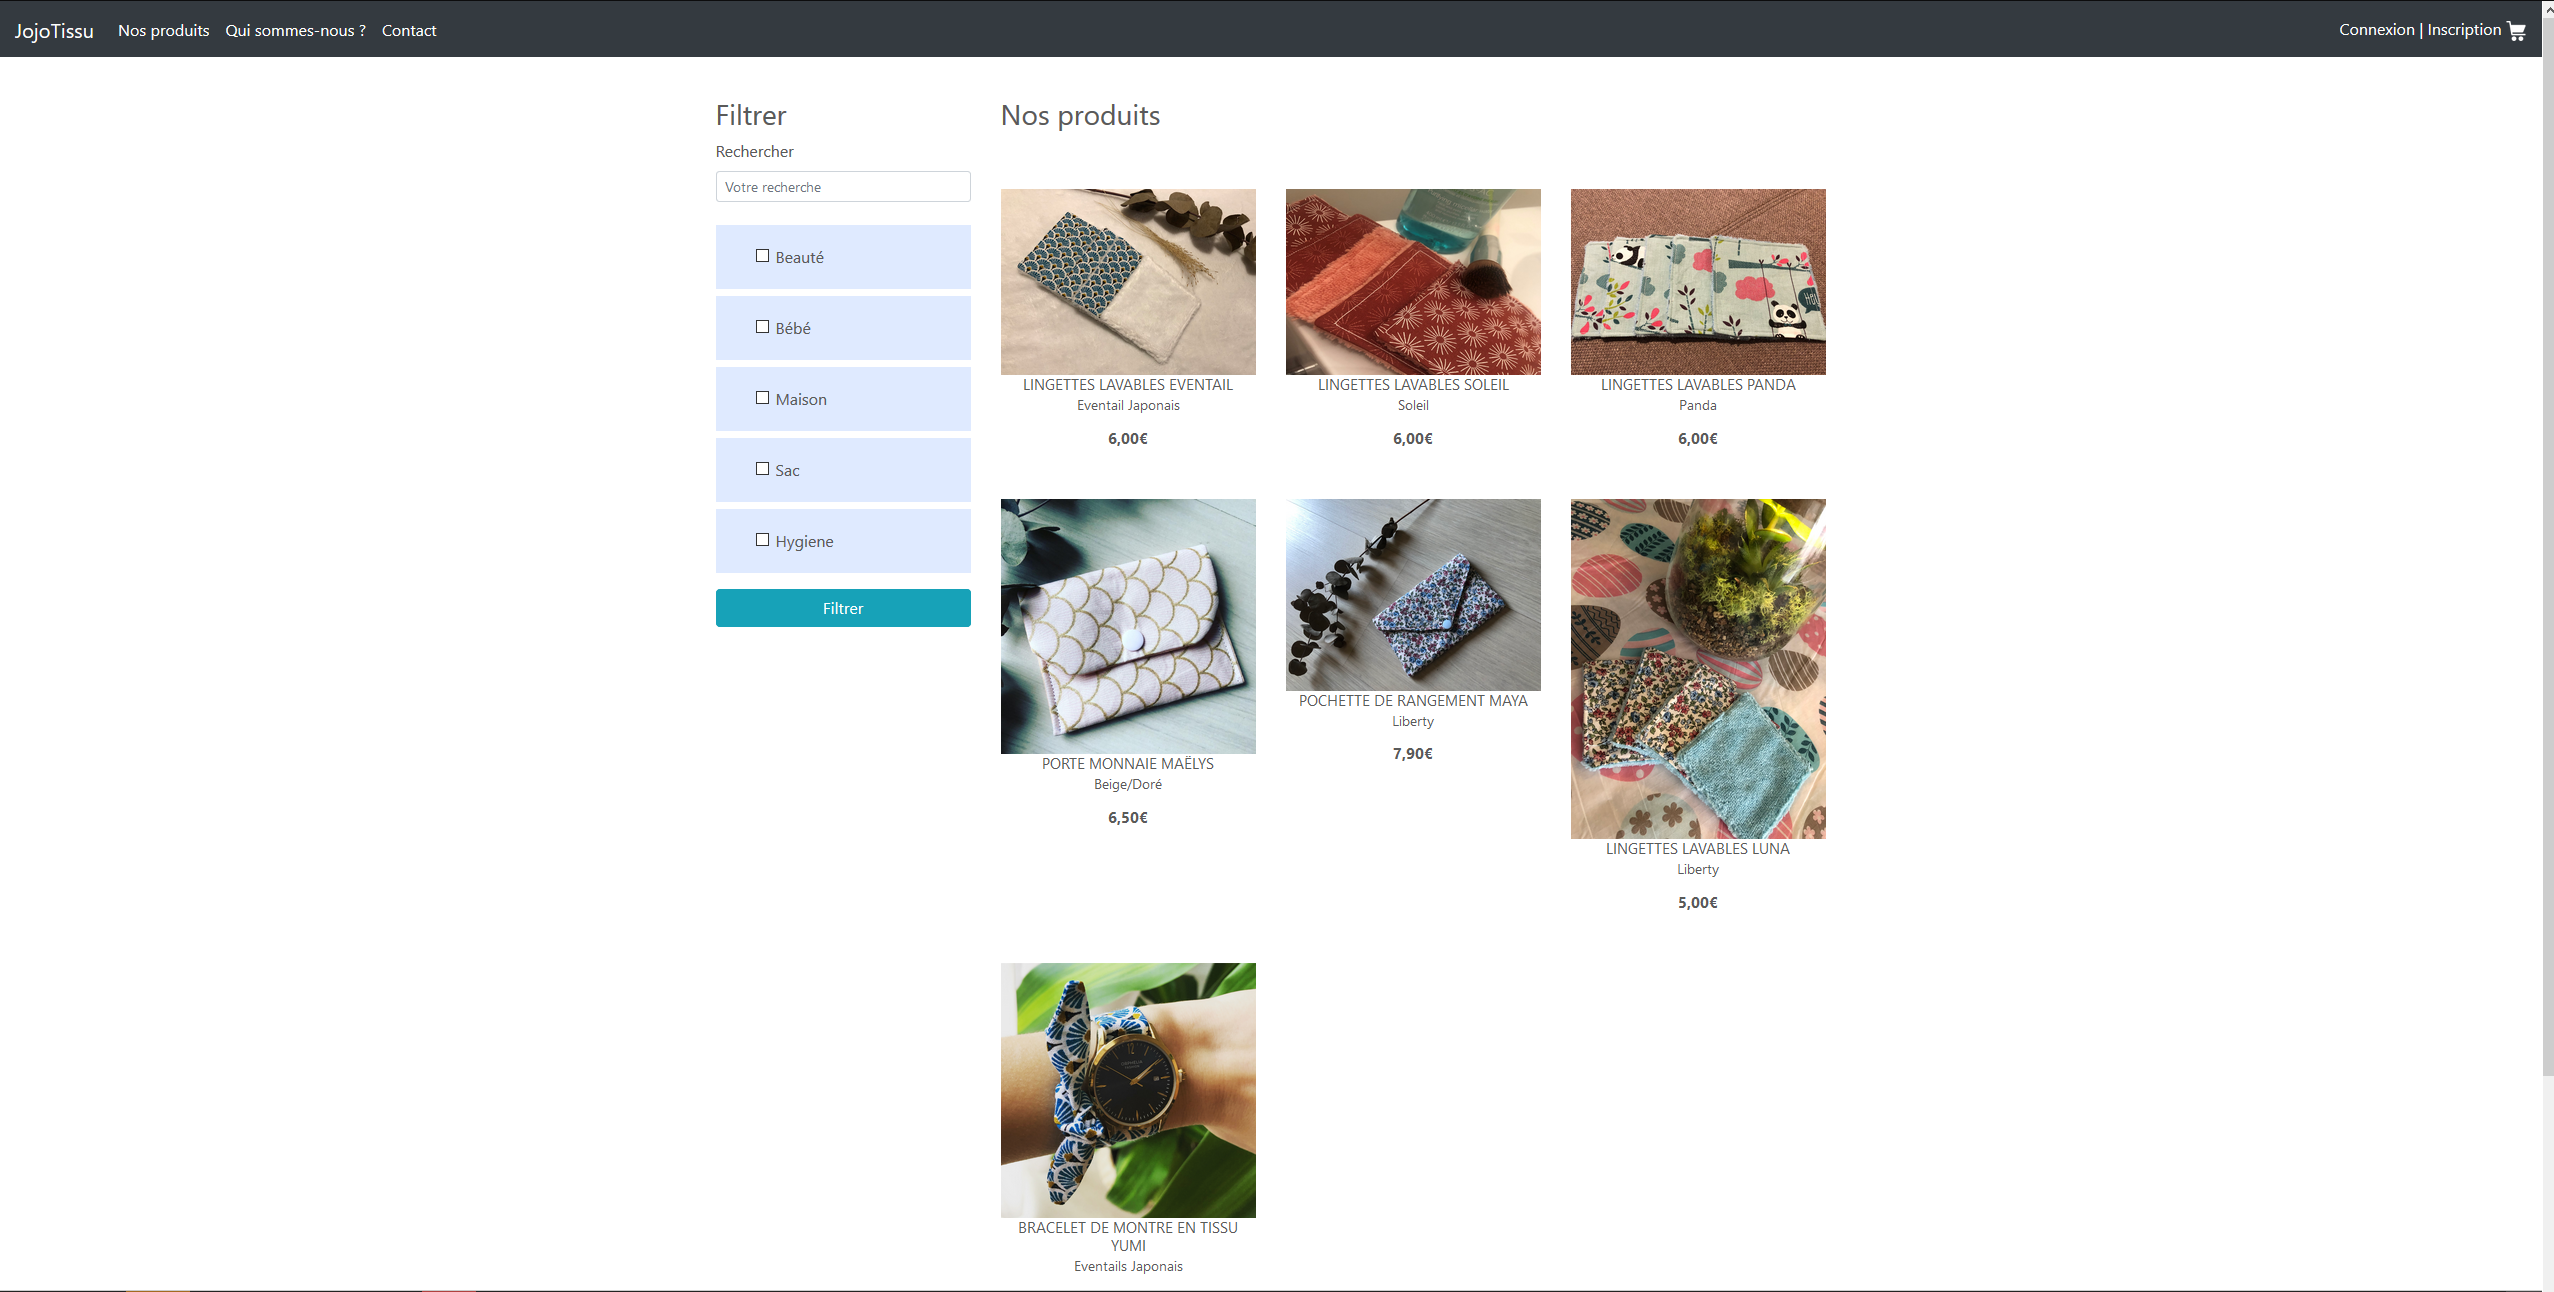 JojoTissu Nos produits Qui sommes-nous ? Contact Connexion | Inscription
Filtrer
Rechercher
Votre recherche
Beauté
Bébé
Maison
Sac
Hygiene
Filtrer
Nos produits
LINGETTES LAVABLES EVENTAIL
Eventail Japonais
6,00€
LINGETTES LAVABLES SOLEIL
Soleil
6,00€
LINGETTES LAVABLES PANDA
Panda
6,00€
PORTE MONNAIE MAËLYS
Beige/Doré
6,50€
POCHETTE DE RANGEMENT MAYA
Liberty
7,90€
LINGETTES LAVABLES LUNA
Liberty
5,00€
BRACELET DE MONTRE EN TISSU
YUMI
Eventails Japonais